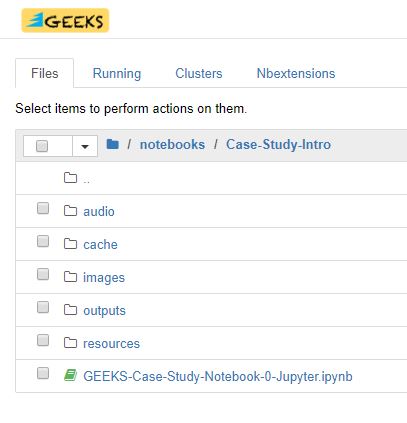 GEEKS
Files Running Clusters Nbextensions
Select items to perform actions on them.
/ notebooks / Case-Study-Intro
..
audio
cache
images
outputs
resources
GEEKS-Case-Study-Notebook-0-Jupyter.ipynb